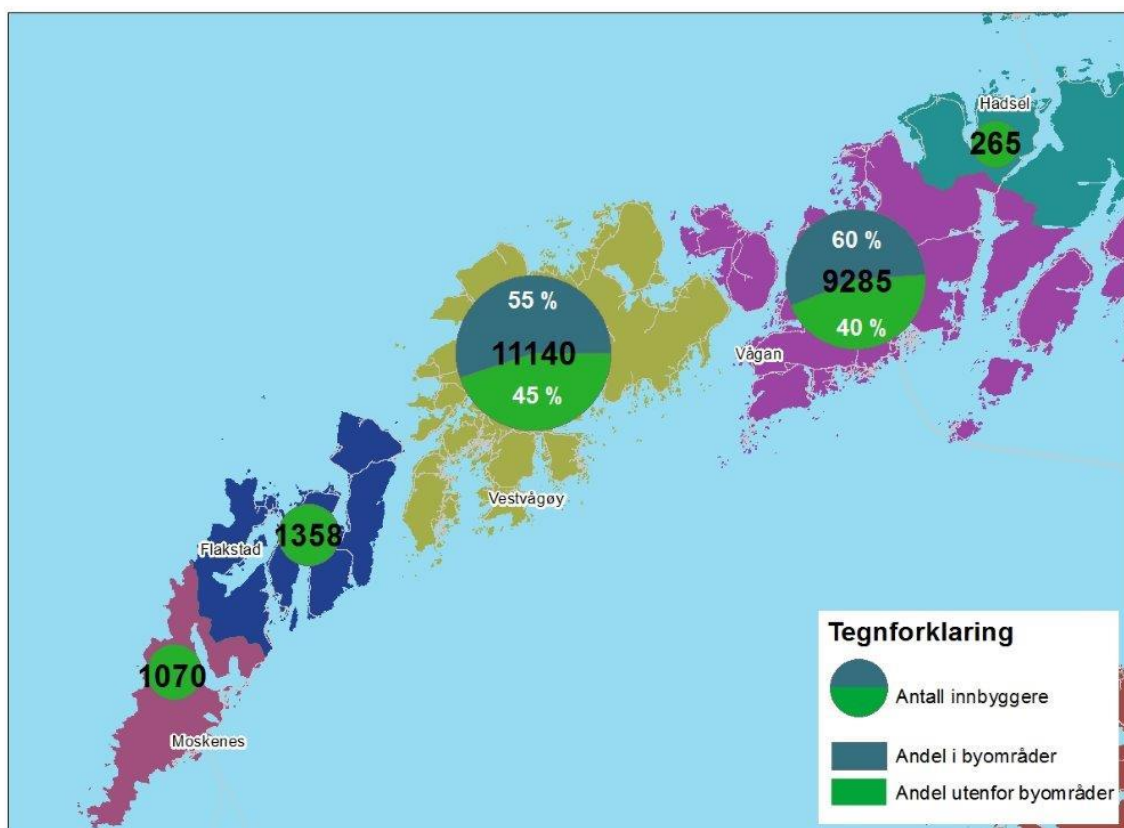 Hadsel
265
60 %
9285
40 %
Vågan
55 %
11140
45 %
Vestvågøy
1358
Flakstad
1070
Moskenes
Tegnforklaring
Antall innbyggere
Andel i byområder
Andel utenfor byområder